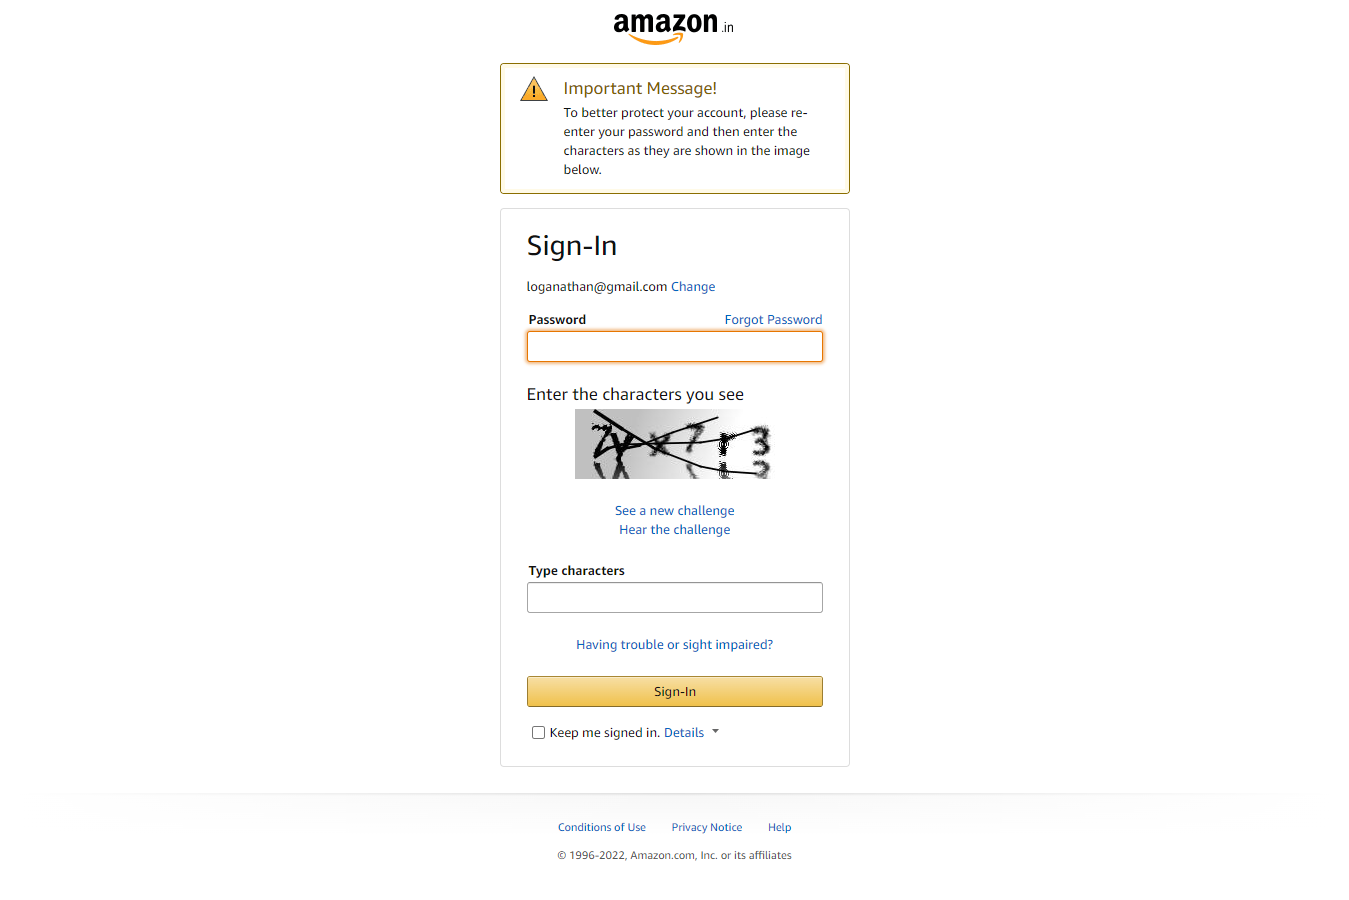 amazon.in
Important Message!
To better protect your account, please re-
enter your password and then enter the
characters as they are shown in the image
below.
Sign-In
loganathan@gmail.com Change
Password Forgot Password
Enter the characters you see
See a new challenge
Hear the challenge
Type characters
Having trouble or sight impaired?
Sign-In
Keep me signed in. Details
Conditions of Use Privacy Notice Help
© 1996-2022, Amazon.com, Inc. or its affiliates